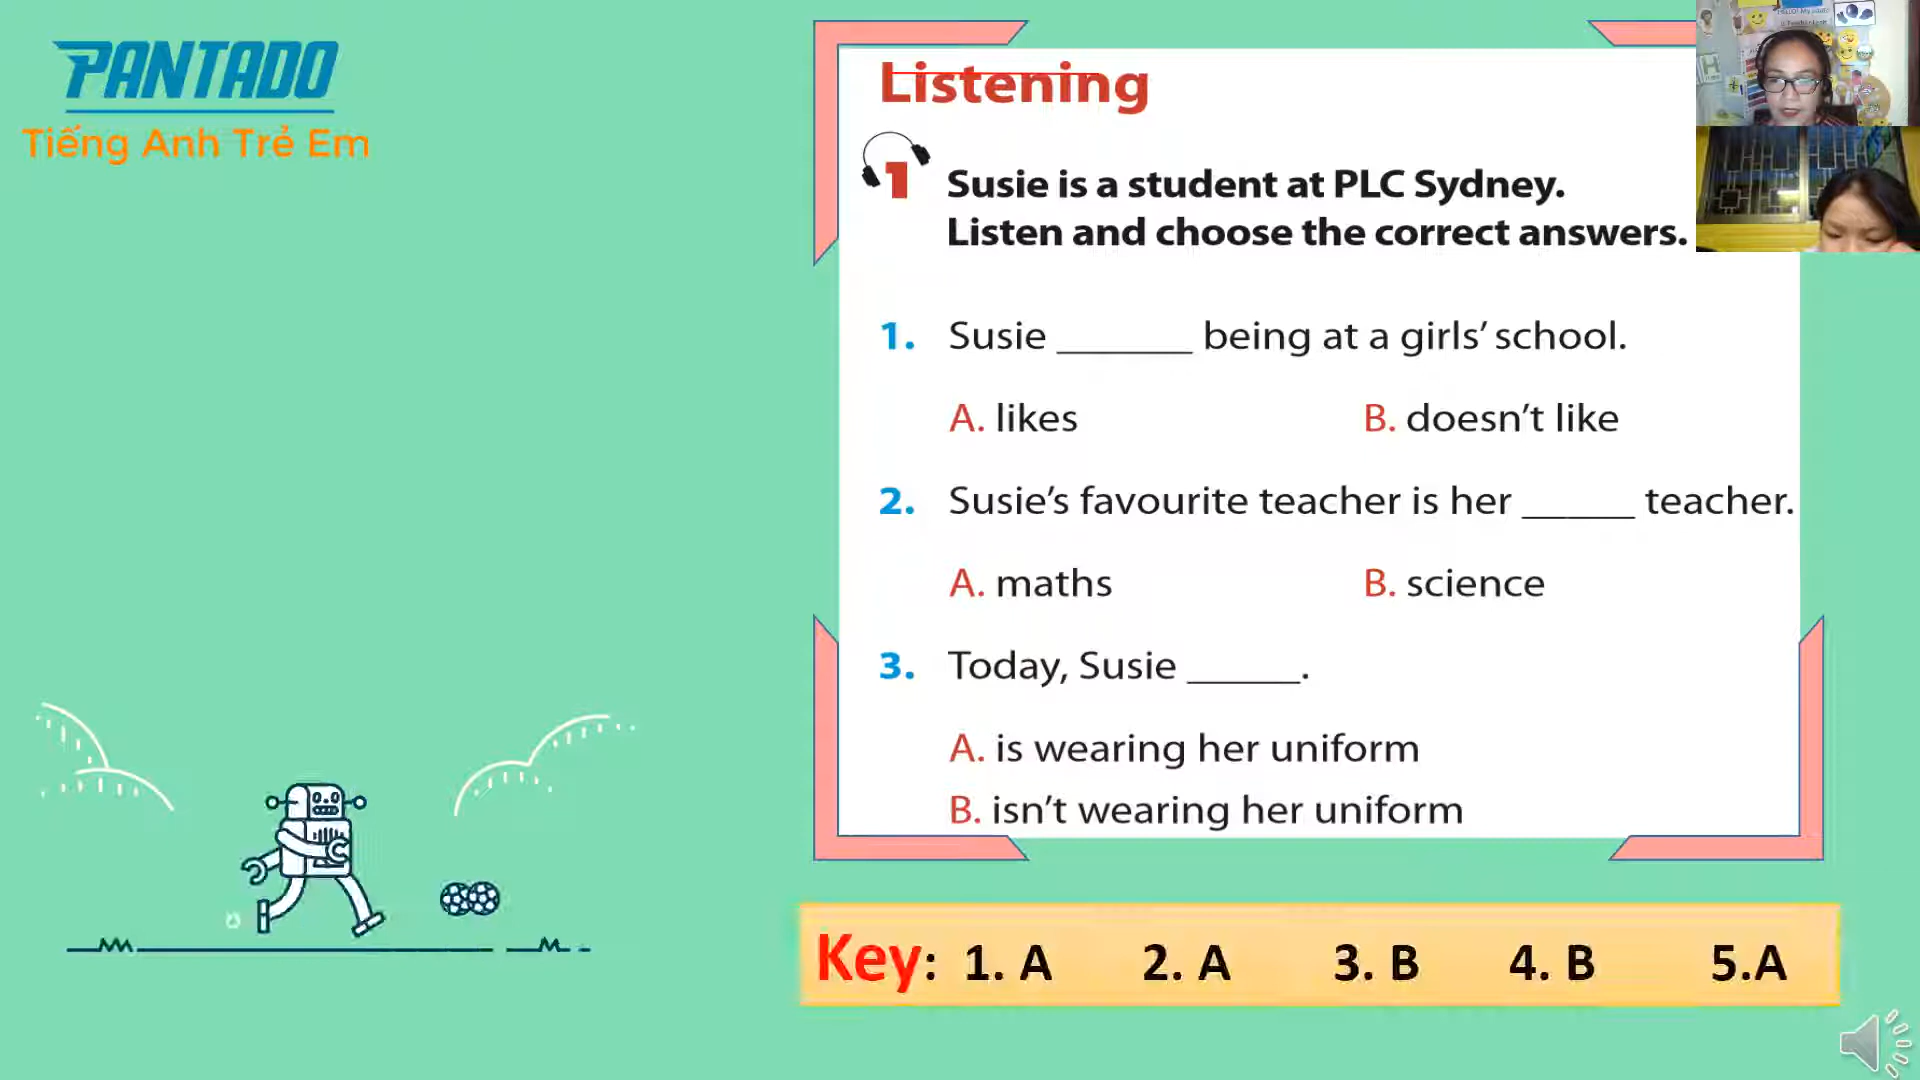 PANTADO
Tiếng Anh Trẻ Em
Listening
1 Susie is a student at PLC Sydney.
Listen and choose the correct answers.
1. Susie _______ being at a girls’ school.
A. likes B. doesn’t like
2. Susie’s favourite teacher is her ______ teacher.
A. maths B. science
3. Today, Susie ______.
A. is wearing her uniform
B. isn’t wearing her uniform
Key: 1. A 2. A 3. B 4. B 5.A